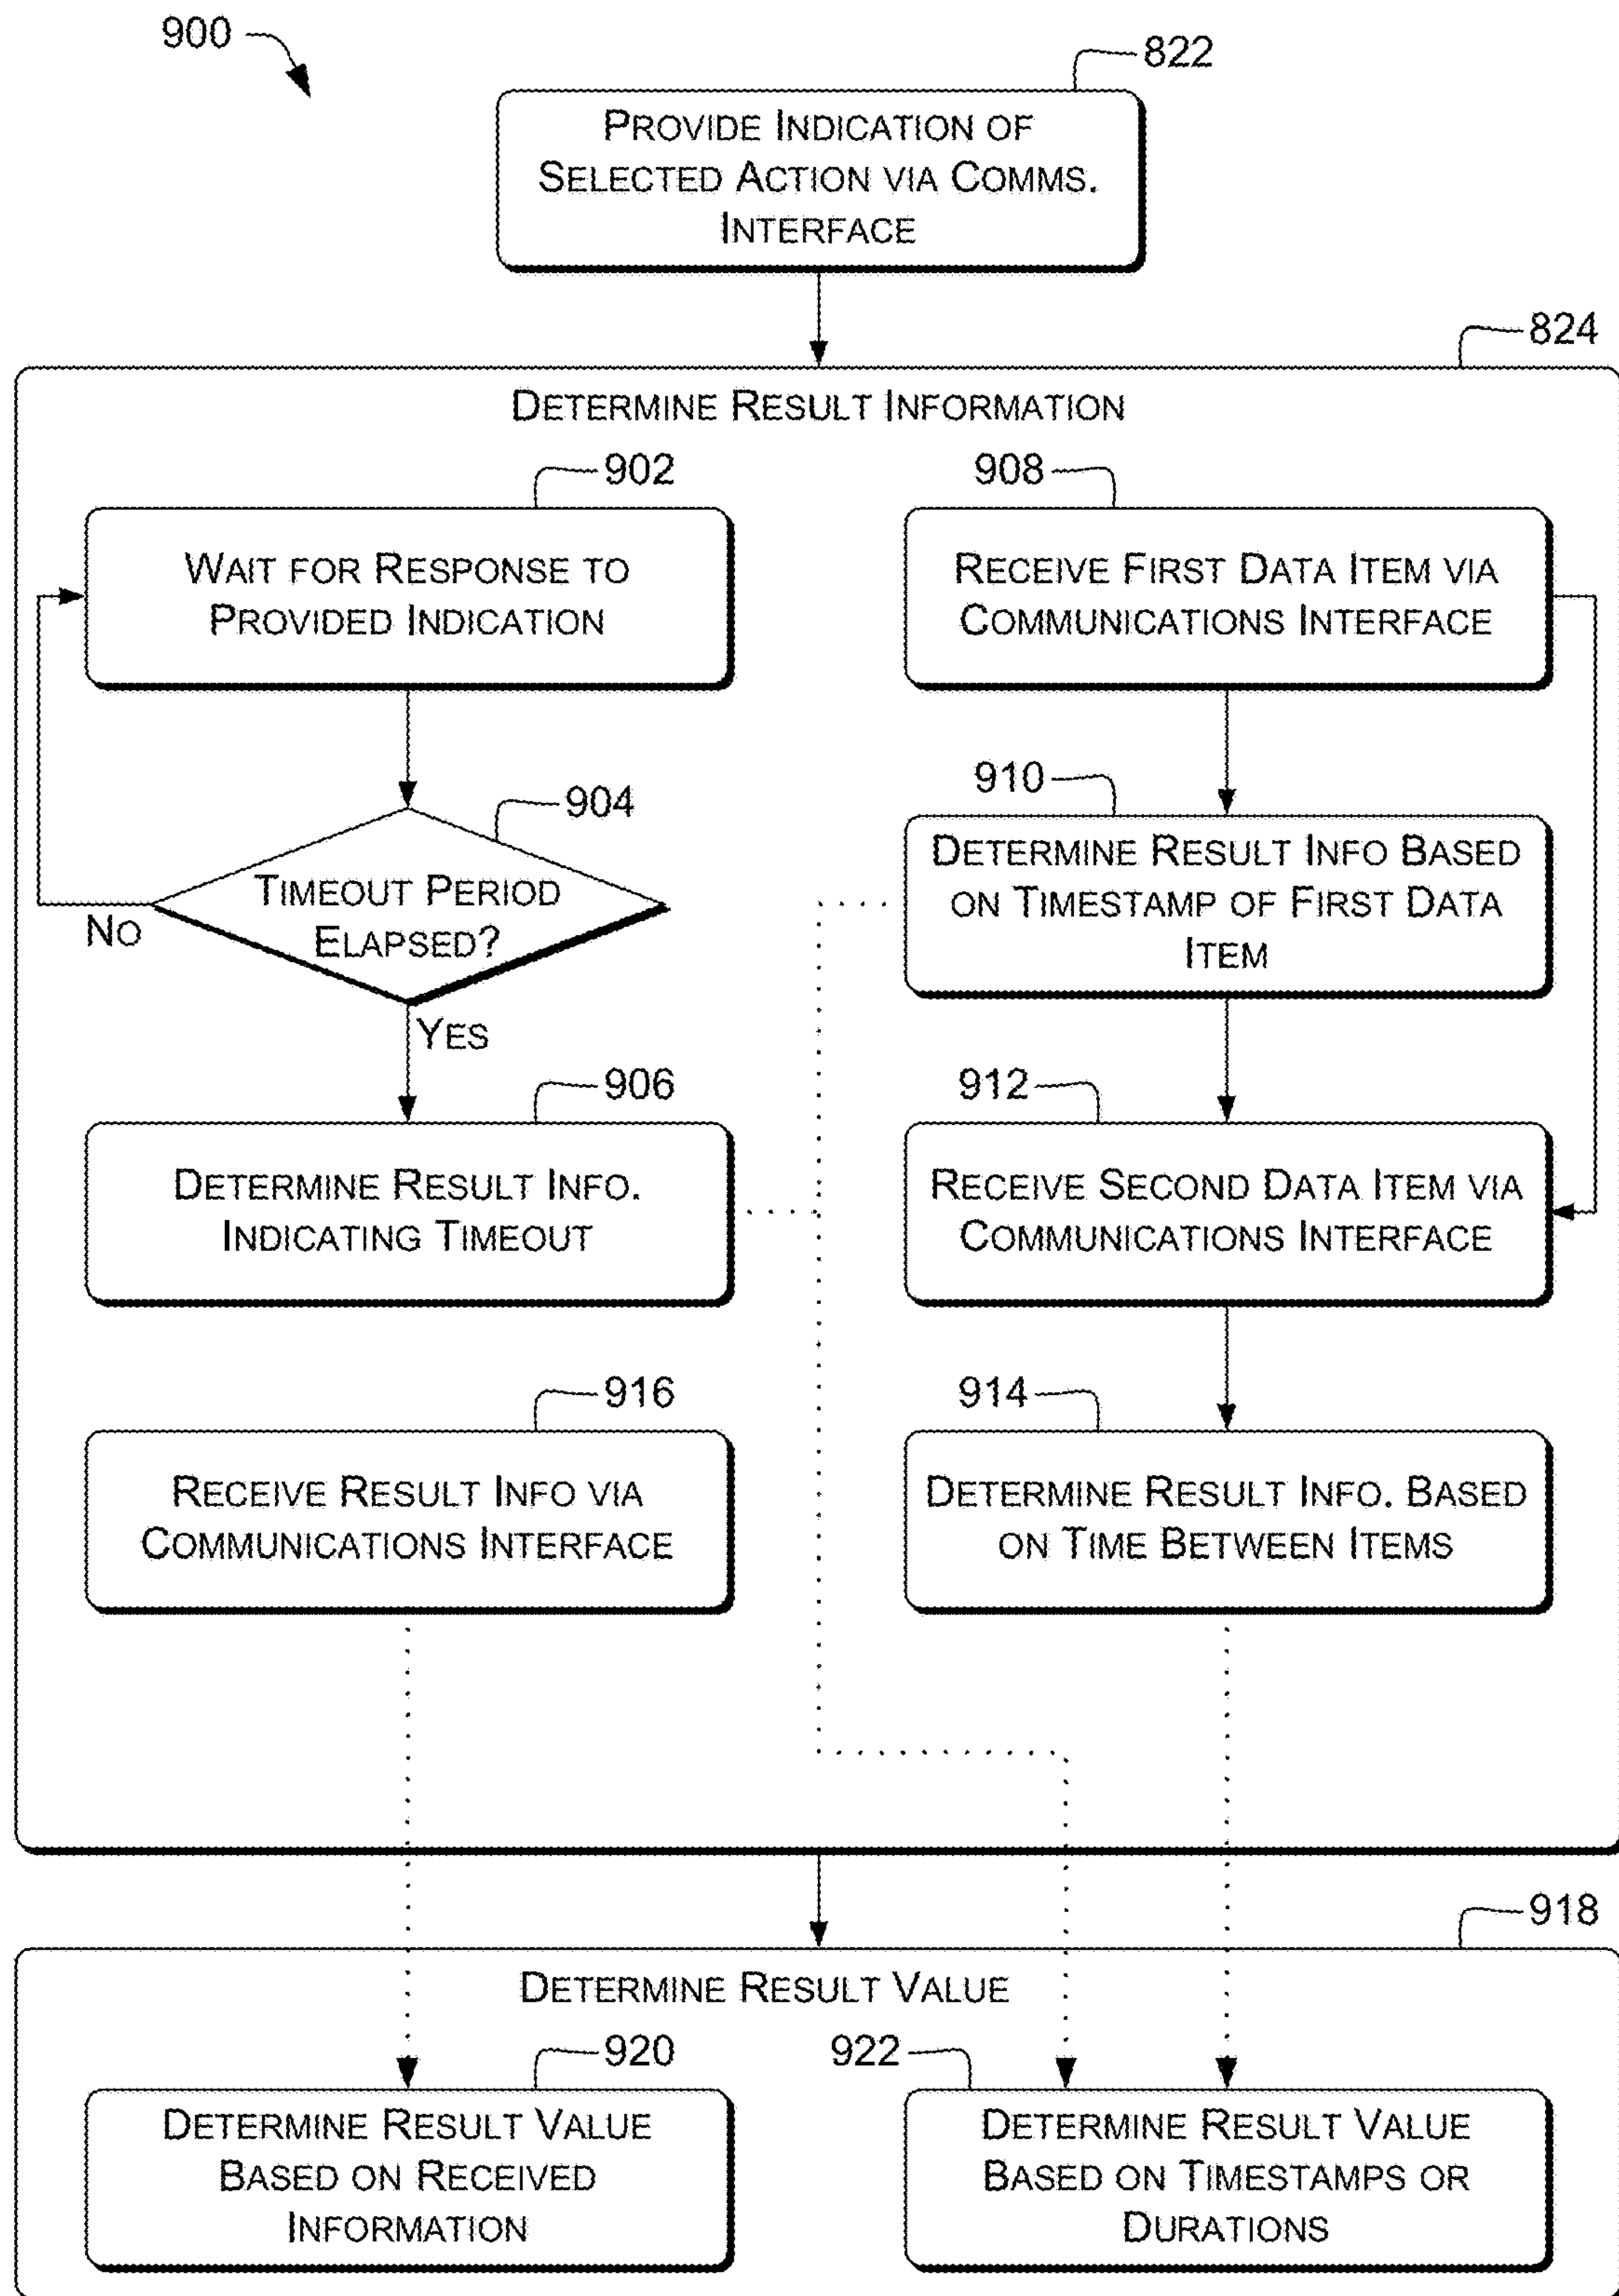 900
822
PROVIDE INDICATION OF
SELECTED ACTION VIA COMMS.
INTERFACE
824
DETERMINE RESULT INFORMATION
902
WAIT FOR RESPONSE TO
PROVIDED INDICATION
904
TIMEOUT PERIOD
ELAPSED?
NO
YES
906
DETERMINE RESULT INFO.
INDICATING TIMEOUT
908
RECEIVE FIRST DATA ITEM VIA
COMMUNICATIONS INTERFACE
910
DETERMINE RESULT INFO BASED
ON TIMESTAMP OF FIRST DATA
ITEM
912
RECEIVE SECOND DATA ITEM VIA
COMMUNICATIONS INTERFACE
914
DETERMINE RESULT INFO. BASED
ON TIME BETWEEN ITEMS
916
RECEIVE RESULT INFO VIA
COMMUNICATIONS INTERFACE
918
DETERMINE RESULT VALUE
920
DETERMINE RESULT VALUE
BASED ON RECEIVED
INFORMATION
922
DETERMINE RESULT VALUE
BASED ON TIMESTAMPS OR
DURATIONS